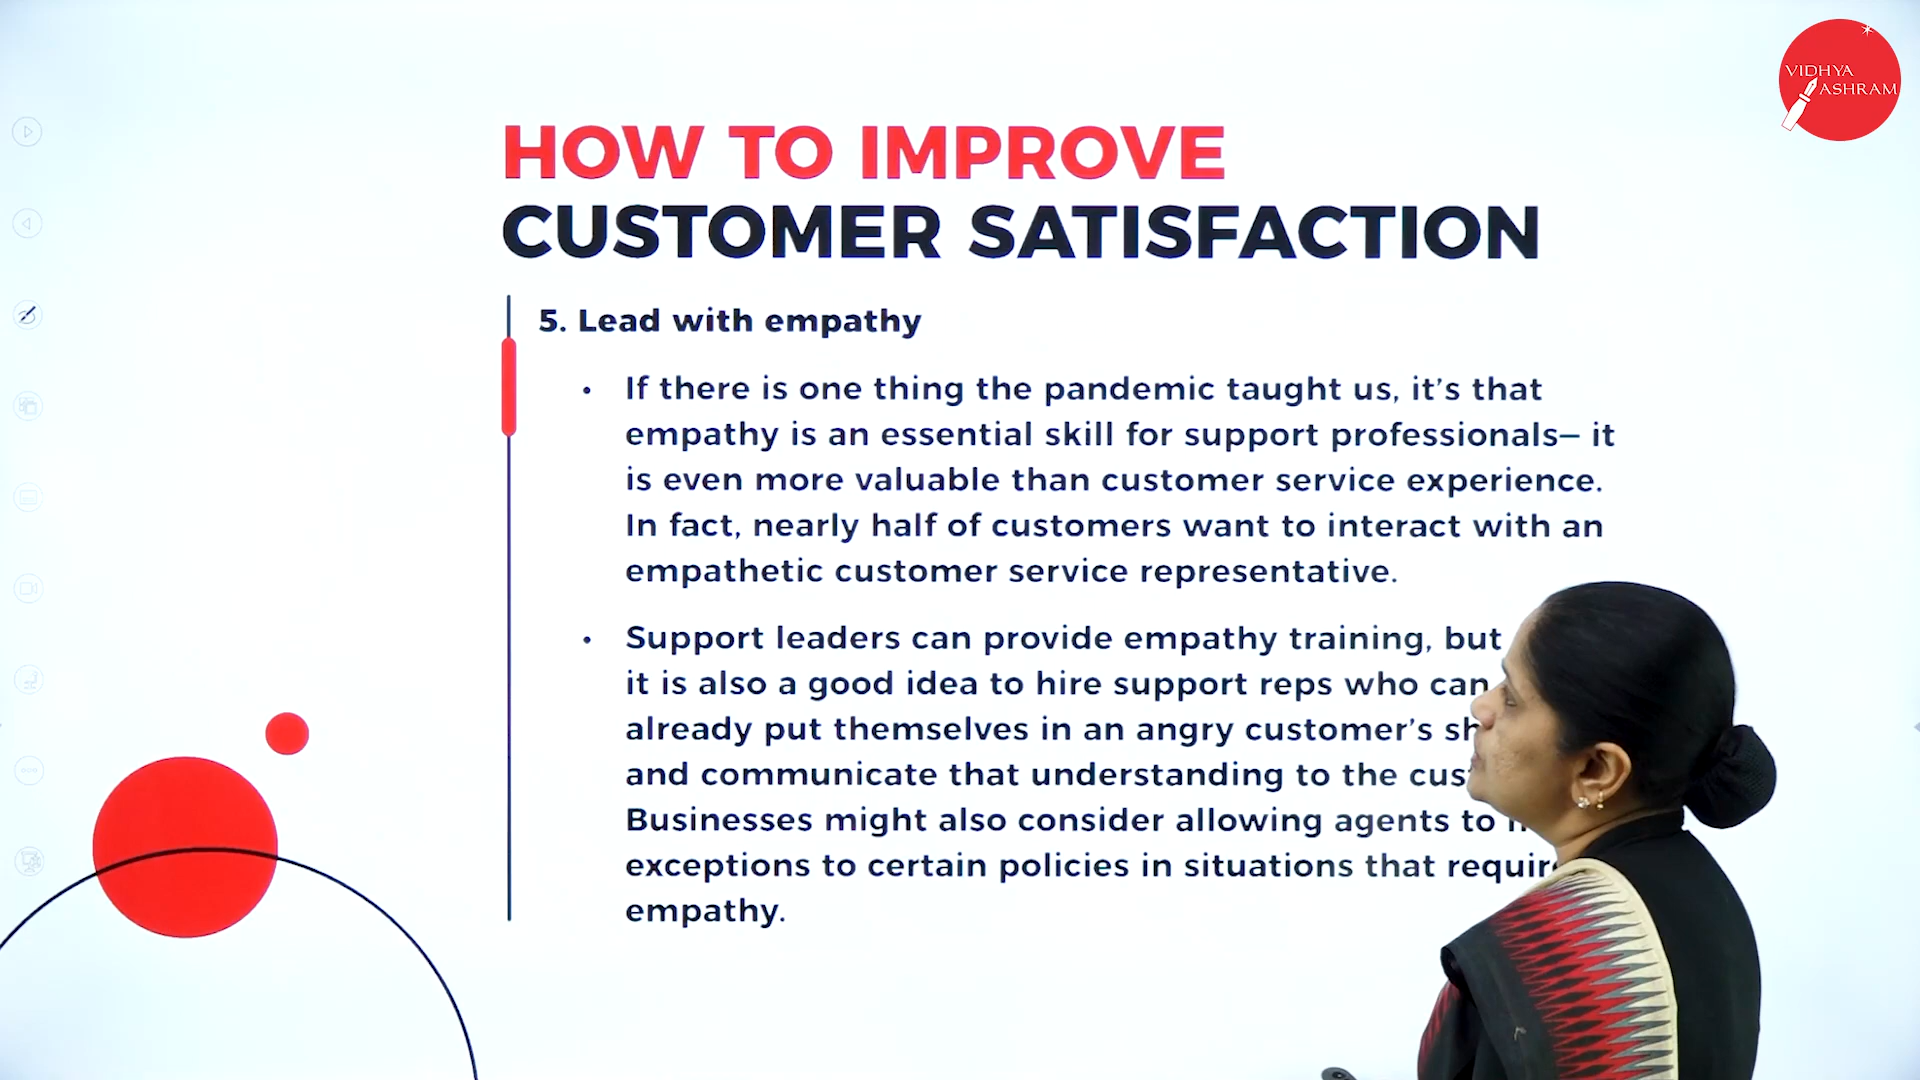 VIDHYA
ASHRAM
HOW TO IMPROVE
CUSTOMER SATISFACTION
5. Lead with empathy
• If there is one thing the pandemic taught us, it’s that
empathy is an essential skill for support professionals— it
is even more valuable than customer service experience.
In fact, nearly half of customers want to interact with an
empathetic customer service representative.
• Support leaders can provide empathy training, but
it is also a good idea to hire support reps who can
already put themselves in an angry customer’s
and communicate that understanding to the
Businesses might also consider allowing agents to
exceptions to certain policies in situations that
empathy.